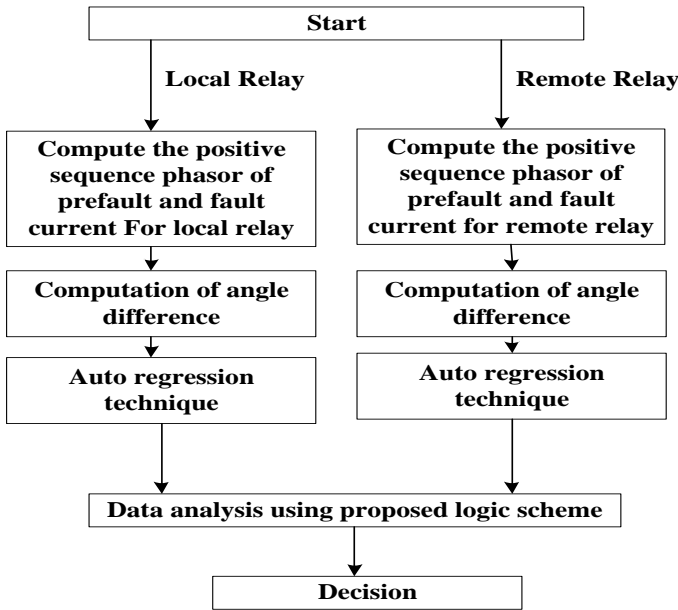 Start
Local Relay
Remote Relay
Compute the positive
sequence phasor of
prefault and fault
current For local relay
Compute the positive
sequence phasor of
prefault and fault
current for remote relay
Computation of angle
difference
Computation of angle
difference
Auto regression
technique
Auto regression
technique
Data analysis using proposed logic scheme
Decision